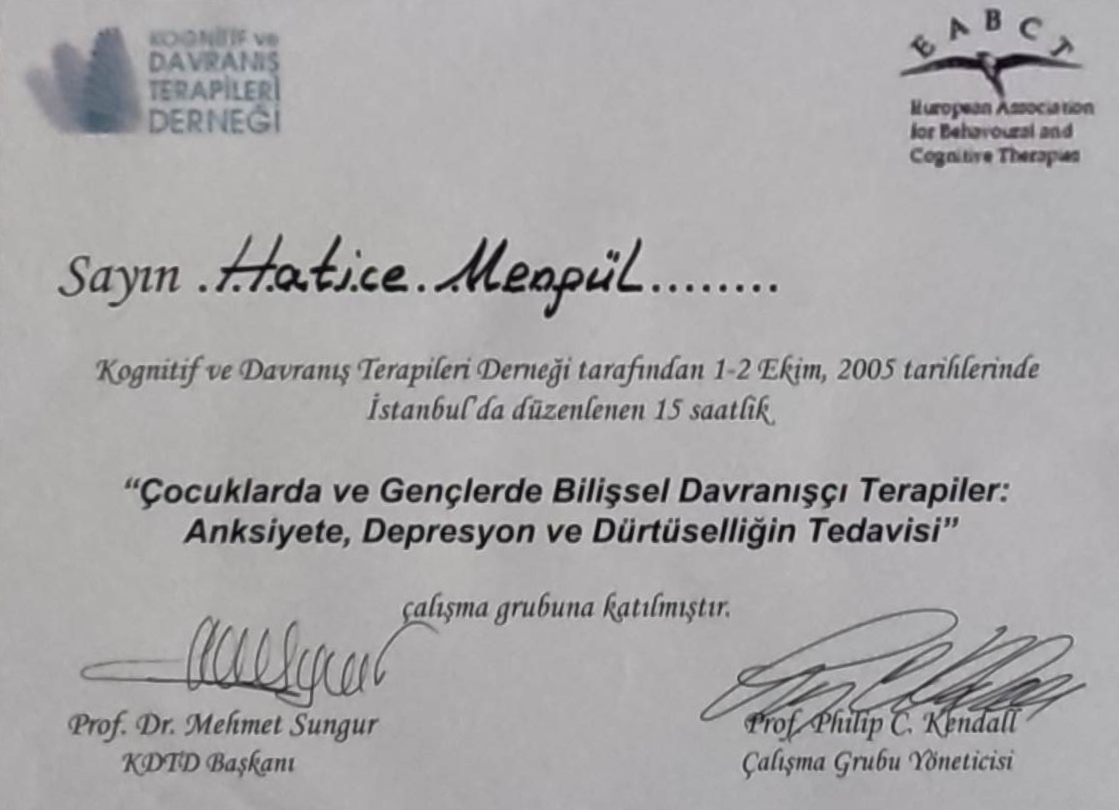 KOGNİTİF ve
DAVRANIŞ
TERAPİLERİ
DERNEĞİ
EABCT
European Association
for Behavoural and
Cognitive Therapies
Sayın .Hatice. Mengül........
Kognitif ve Davranış Terapileri Derneği tarafından 1-2 Ekim, 2005 tarihlerinde
İstanbul'da düzenlenen 15 saatlik
“Çocuklarda ve Gençlerde Bilişsel Davranışçı Terapiler:
Anksiyete, Depresyon ve Dürtüselliğin Tedavisi”
çalışma grubuna katılmıştır.
Prof. Dr. Mehmet Sungur
KDTD Başkanı
Prof. Philip C. Kendall
Çalışma Grubu Yöneticisi